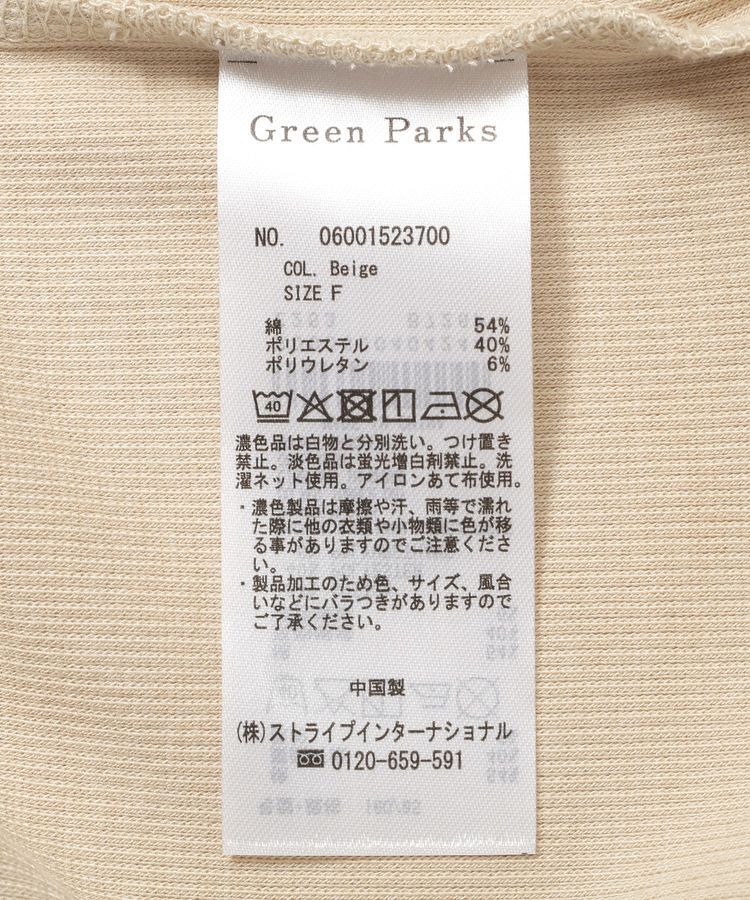 Green Parks
NO. 06001523700
COL. Beige
SIZE F
綿 54%
ポリエステル 40%
ポリウレタン 6%
40
濃色品は白物と分別洗い。つけ置き
禁止。淡色品は蛍光増白剤禁止。洗
濯ネット使用。アイロンあて布使用。
・濃色製品は摩擦や汗、雨等で濡れ
た際に他の衣類や小物類に色が移
る事がありますのでご注意くださ
い。
・製品加工のため色、サイズ、風合
いなどにバラつきがありますので
ご了承ください。
中国製
(株)ストライプインターナショナル
0120-659-591